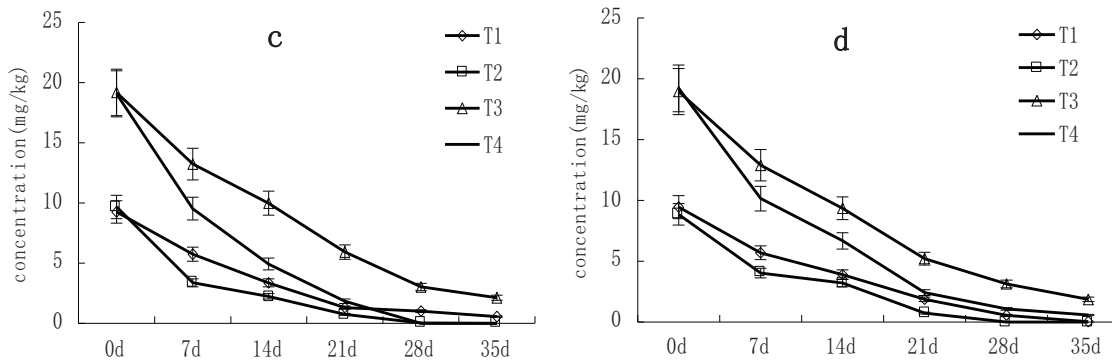 c
concentration(mg/kg)
25
20
15
10
5
0
0d 7d 14d 21d 28d 35d
T1
T2
T3
T4
d
concentration(mg/kg)
25
20
15
10
5
0
0d 7d 14d 21d 28d 35d
T1
T2
T3
T4